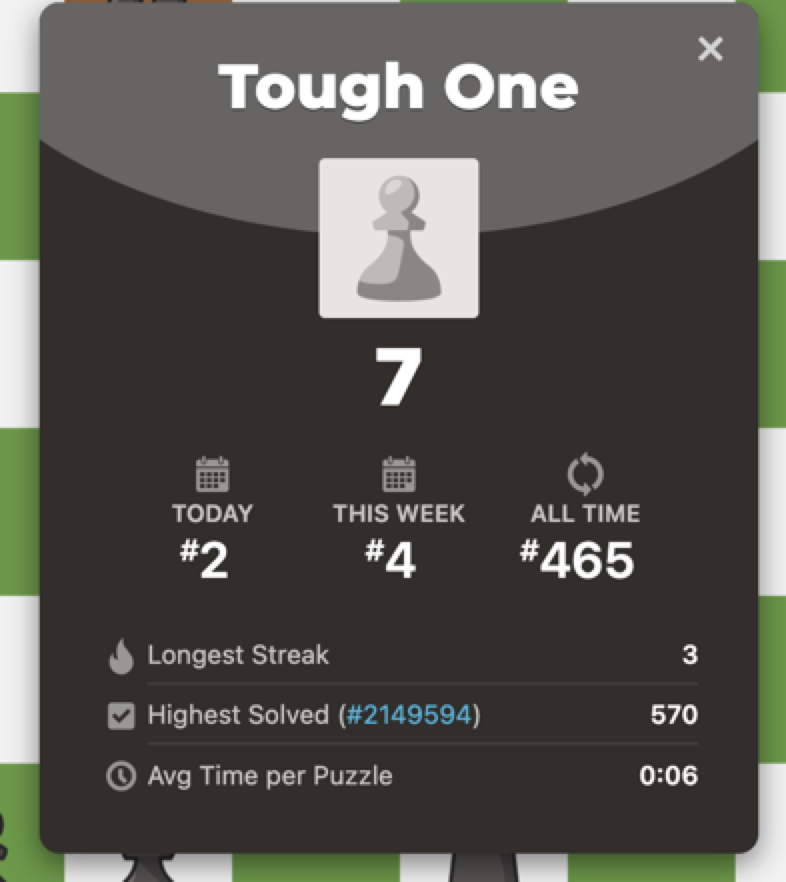 Tough One
7
TODAY THIS WEEK ALL TIME
#2 #4 #465
Longest Streak 3
Highest Solved (#2149594) 570
Avg Time per Puzzle 0:06